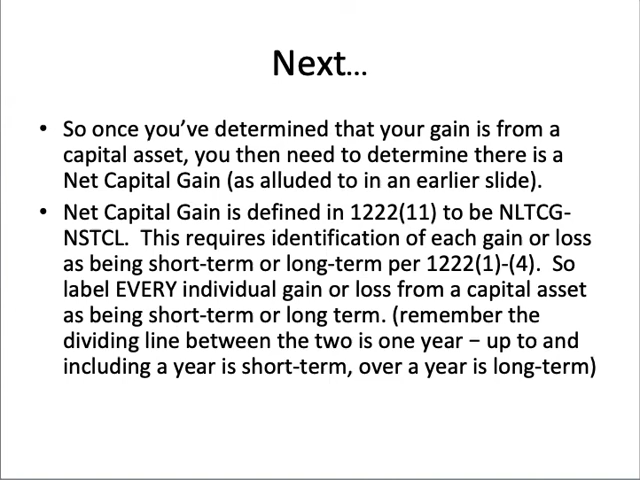 Next...
• So once you've determined that your gain is from a
capital asset, you then need to determine there is a
Net Capital Gain (as alluded to in an earlier slide).
• Net Capital Gain is defined in 1222(11) to be NLTCG-
NSTCL.  This requires identification of each gain or loss
as being short-term or long-term per 1222(1)-(4).  So
label EVERY individual gain or loss from a capital asset
as being short-term or long term. (remember the
dividing line between the two is one year – up to and
including a year is short-term, over a year is long-term)